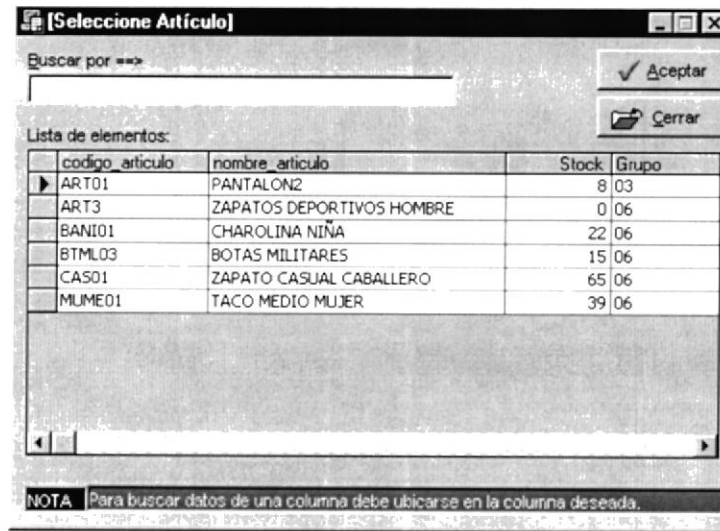 [Seleccione Artículo]
Buscar por ==>
Aceptar
Cerrar
Lista de elementos:
codigo_articulo nombre_articulo Stock Grupo
ART01 PANTALON2 8 03
ART3 ZAPATOS DEPORTIVOS HOMBRE 0 06
BANI01 CHAROLINA NIÑA 22 06
BTML03 BOTAS MILITARES 15 06
CAS01 ZAPATO CASUAL CABALLERO 65 06
MUME01 TACO MEDIO MUJER 39 06
NOTA Para buscar datos de una columna debe ubicarse en la columna deseada.